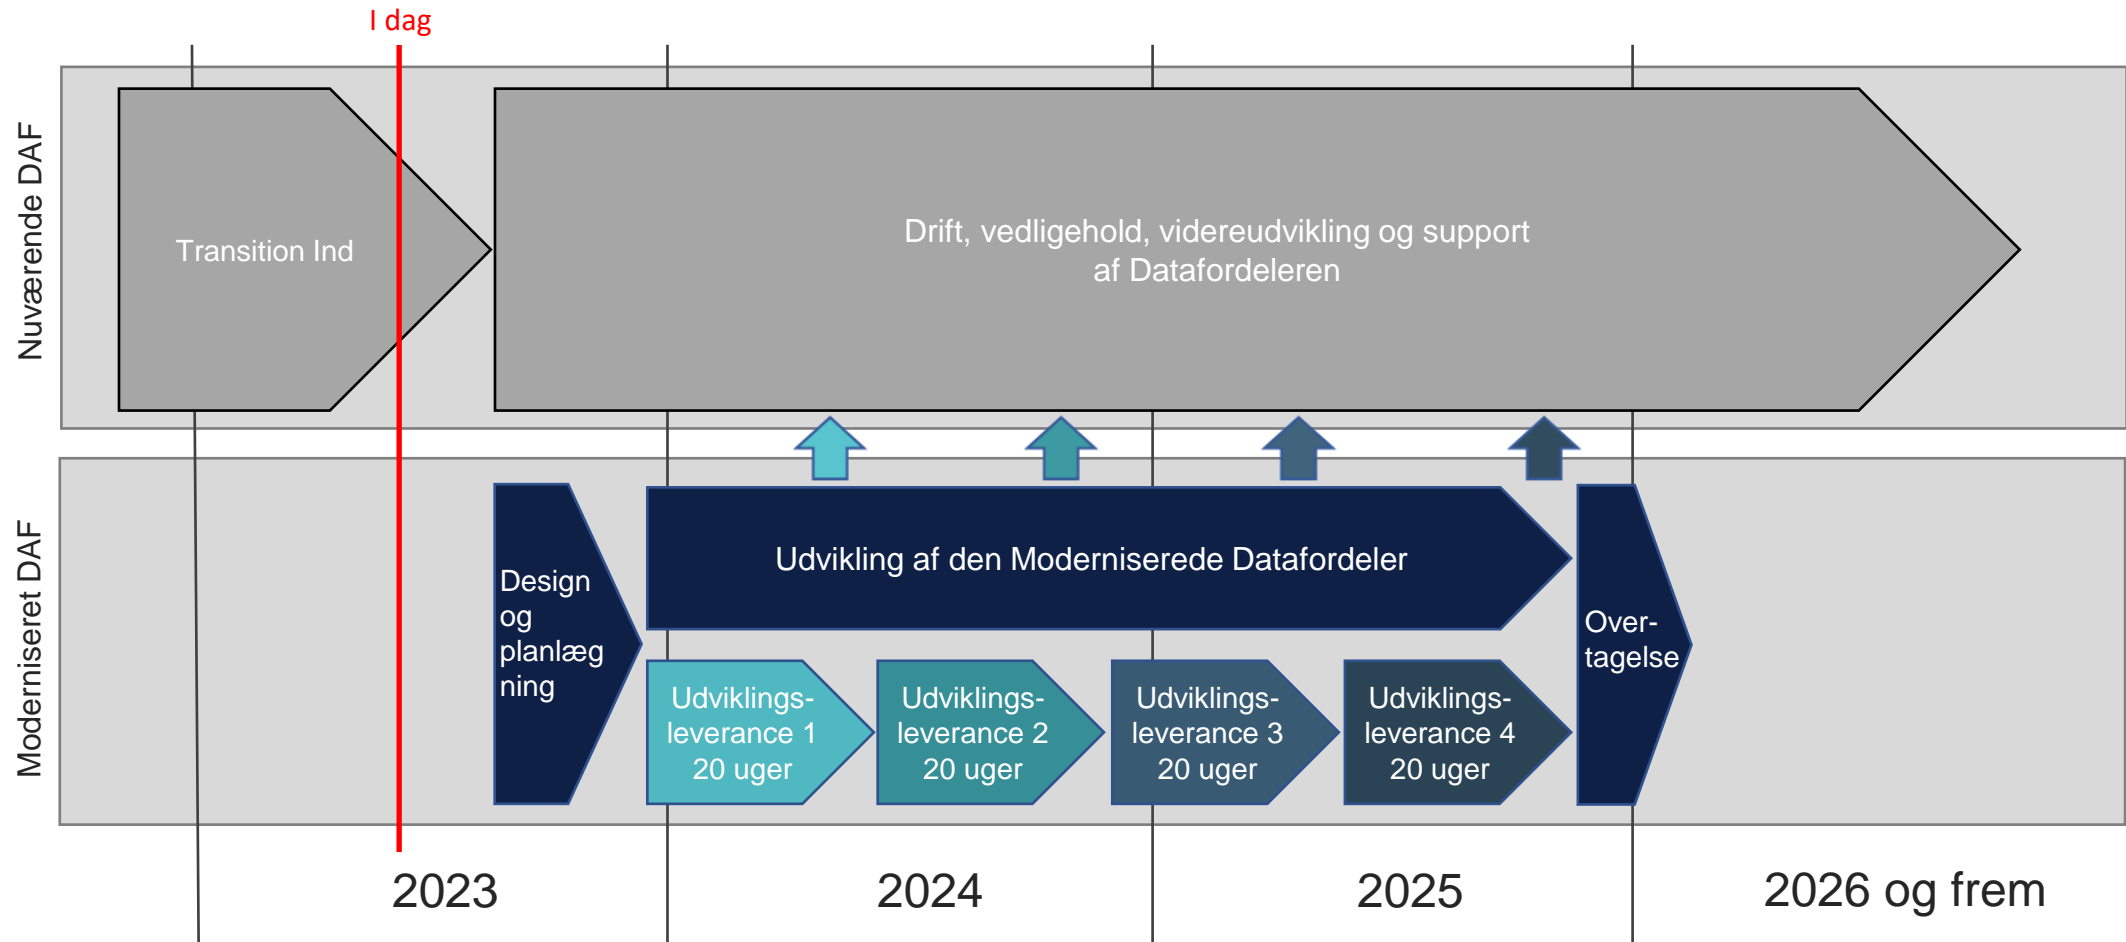 I dag
Nuværende DAF
Transition Ind
Drift, vedligehold, videreudvikling og support
af Datafordeleren
Moderniseret DAF
Design
og
planlæg
ning
Udvikling af den Moderniserede Datafordeler
Udviklings-
leverance 1
20 uger
Udviklings-
leverance 2
20 uger
Udviklings-
leverance 3
20 uger
Udviklings-
leverance 4
20 uger
Over-
tagelse
2023
2024
2025
2026 og frem